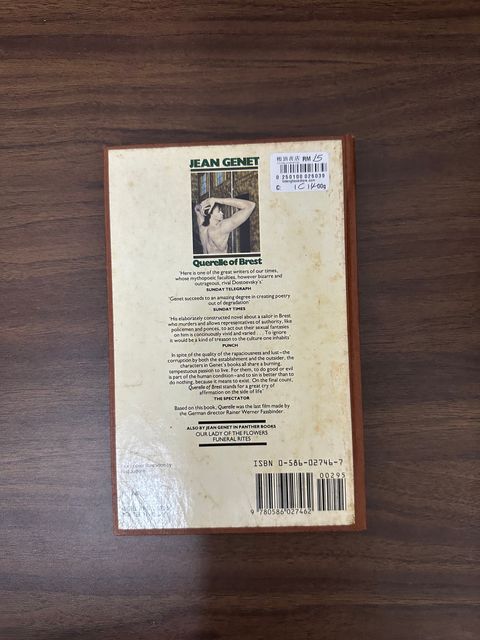 JEAN GENET
RM 15
0 250100 026039
C:
00g
Querelle of Brest
'Here is one of the great writers of our times,
whose mythopoeic faculties, however bizarre and
outrageous, rival Dostoevsky's'
SUNDAY TELEGRAPH
'Genet succeeds to an amazing degree in creating poetry
out of degradation'
SUNDAY TIMES
'His elaborately constructed novel about a sailor in Brest
who murders and allows representatives of authority, like
policemen and ponces, to act out their sexual fantasies
on him is continuously vivid and varied . . . To ignore
it would be a kind of treason to the culture one inhabits'
PUNCH
In spite of the quality of the rapaciousness and lust—the
corruption by both the establishment and the outsider, the
characters in Genet's books all share a burning,
tempestuous passion to live. For them, to do good or evil
is part of the human condition—and to sin is better than to
do nothing, because it means to exist. On the final count,
Querelle of Brest stands for a great cry of
affirmation on the side of life'
THE SPECTATOR
Based on this book, Querelle was the last film made by
the German director Rainer Werner Fassbinder.
ALSO BY JEAN GENET IN PANTHER BOOKS
OUR LADY OF THE FLOWERS
FUNERAL RITES
ISBN 0-586-02746-7
00295
9 780586 027462